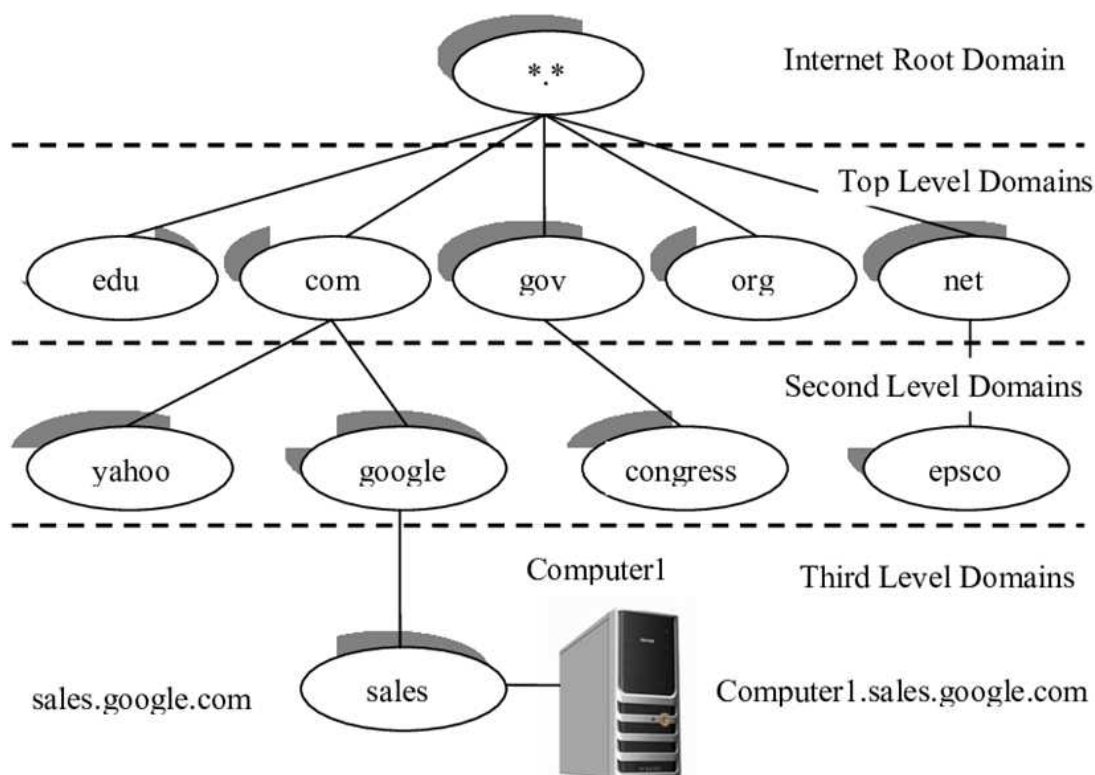 *.*
Internet Root Domain
Top Level Domains
edu
com
gov
org
net
Second Level Domains
yahoo
google
congress
epsco
Computer1
Third Level Domains
sales.google.com
sales
Computer1.sales.google.com